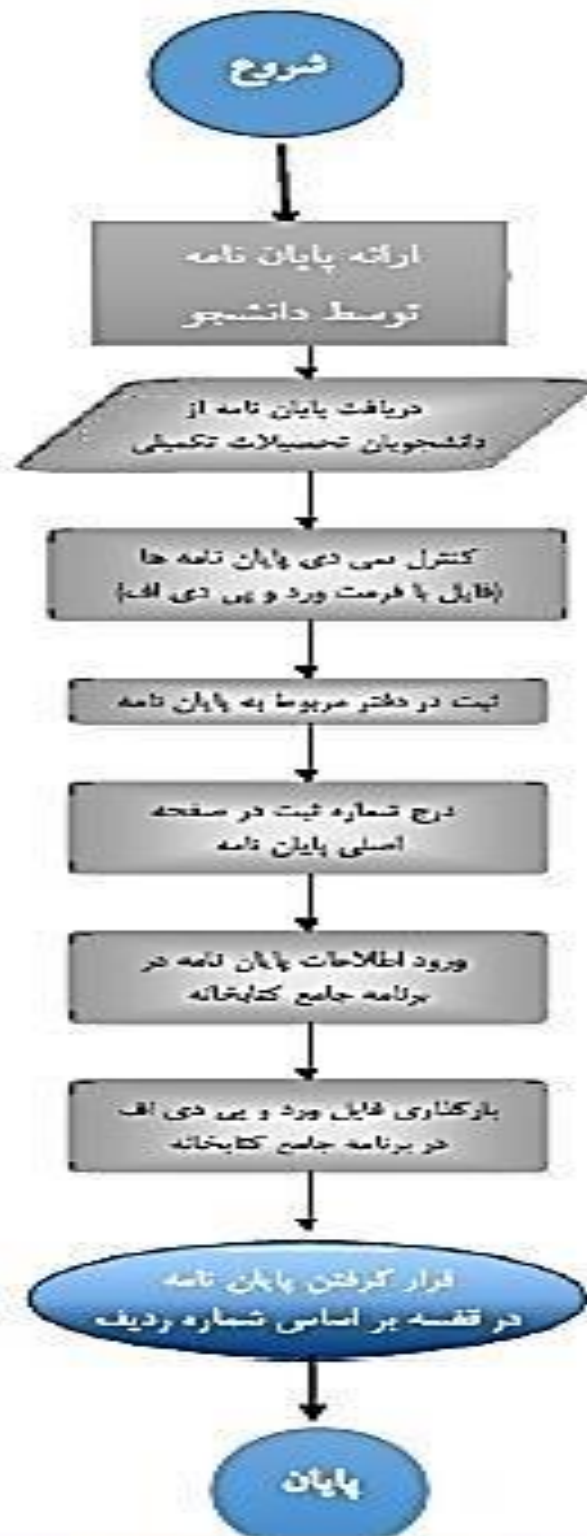 شروع
ارائه پایان نامه
توسط دانشجو
دریافت پایان نامه از
دانشجویان تحصیلات تکمیلی
کنترل سی دی پایان نامه ها
(فایل با فرمت ورد و پی دی اف)
ثبت در دفتر مربوط به پایان نامه
درج شماره ثبت در صفحه
اصلی پایان نامه
ورود اطلاعات پایان نامه در
برنامه جامع کتابخانه
بارگذاری فایل ورد و پی دی اف
در برنامه جامع کتابخانه
قرار گرفتن پایان نامه
در قفسه بر اساس شماره ردیف
پایان